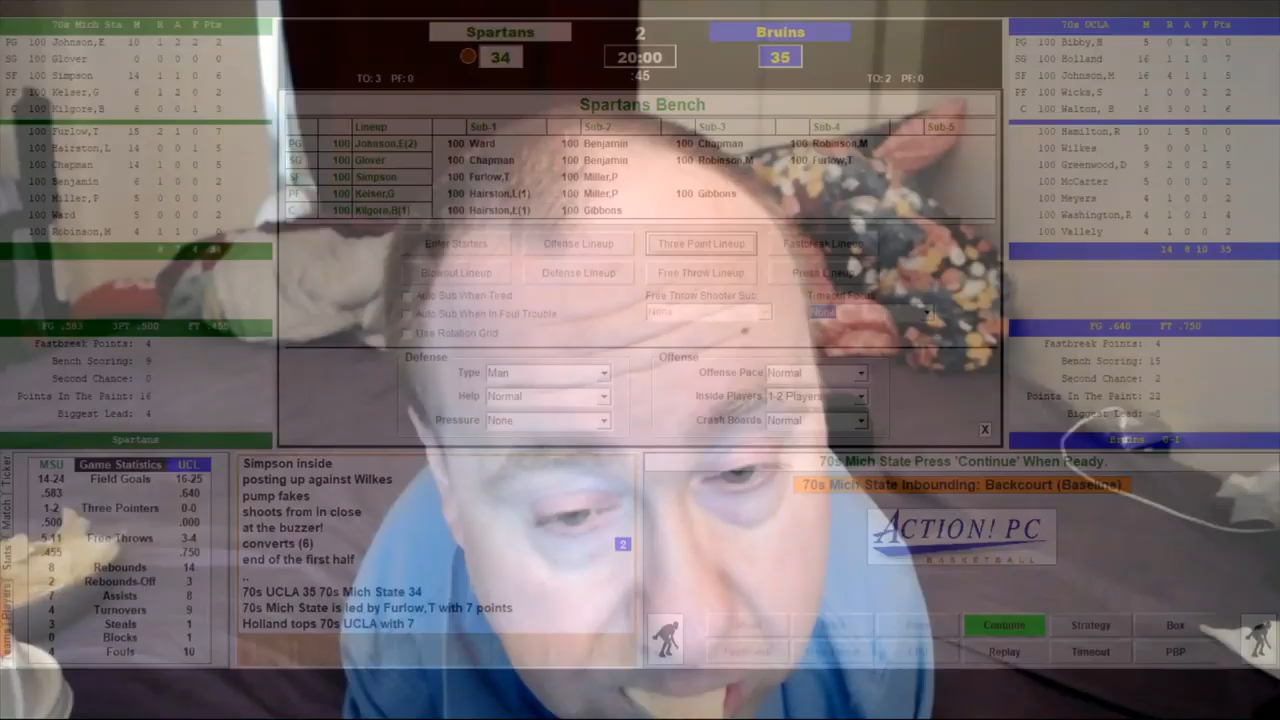 70s Mich Sta M R A F Pts
PG 100 Johnson,E 10 1 2 2 2
SG 100 Glover 0 0 0 0 0
SF 100 Simpson 14 1 1 0 6
PF 100 Kelser,G 6 1 2 0 2
C 100 Kilgore,B 6 0 0 1 3
100 Furlow,T 15 2 1 0 7
100 Hairston,L 14 0 0 1 5
100 Chapman 14 1 0 0 5
100 Benjamin 6 1 0 0 2
100 Miller,P 5 0 0 0 0
100 Ward 5 0 0 0 2
100 Robinson,M 4 1 1 0 0
FG .583 3PT .500 FT .455
Fastbreak Points: 4
Bench Scoring: 9
Second Chance: 0
Points In The Paint: 16
Biggest Lead: 4
Spartans
Spartans 2 Bruins
34 20:00 35
:45
TO: 3 PF: 0 TO: 2 PF: 0
Spartans Bench
Lineup Sub-1 Sub-2 Sub-3 Sub-4 Sub-5
PG 100 Johnson,E(2) 100 Ward 100 Benjamin 100 Chapman 100 Robinson,M
SG 100 Glover 100 Chapman 100 Benjamin 100 Robinson,M 100 Furlow,T
SF 100 Simpson 100 Furlow,T 100 Miller,P
PF 100 Kelser,G 100 Hairston,L(1) 100 Miller,P 100 Gibbons
C 100 Kilgore,B(1) 100 Hairston,L(1) 100 Gibbons
Enter Starters Offense Lineup Three Point Lineup Fastbreak Lineup
Blowout Lineup Defense Lineup Free Throw Lineup Press Lineup
Auto Sub When Tired Free Throw Shooter Sub: Timeout Focus
Auto Sub When In Foul Trouble None None
Use Rotation Grid
Defense Offense
Type Man Offense Pace Normal
Help Normal Inside Players 1-2 Players
Pressure None Crash Boards Normal
X
70s UCLA M R A F Pts
PG 100 Bibby,H 5 0 1 2 0
SG 100 Holland 16 1 1 0 7
SF 100 Johnson,M 16 4 1 1 5
PF 100 Wicks,S 1 0 0 2 2
C 100 Walton, B 16 3 0 1 6
100 Hamilton,R 10 1 5 0 0
100 Wilkes 9 0 0 1 0
100 Greenwood,D 9 2 0 2 5
100 McCarter 5 0 0 0 2
100 Meyers 4 1 0 0 2
100 Washington,R 4 1 0 1 4
100 Vallely 4 0 0 0 2
14 8 10 35
FG .640 FT .750
Fastbreak Points: 4
Bench Scoring: 15
Second Chance: 2
Points In The Paint: 22
Bruins 0-1
Ticker
Match
Stats
Players
MSU Game Statistics UCL
14-24 Field Goals 16-25
.583 .640
1-2 Three Pointers 0-0
.500 .000
5-11 Free Throws 3-4
.455 .750
8 Rebounds 14
2 Rebounds-Off 3
7 Assists 8
4 Turnovers 9
3 Steals 1
0 Blocks 1
4 Fouls 10
Simpson inside
posting up against Wilkes
pump fakes
shoots from in close
at the buzzer!
converts (6)
end of the first half
..
70s UCLA 35 70s Mich State 34
70s Mich State is led by Furlow,T with 7 points
Holland tops 70s UCLA with 7
2
70s Mich State Press 'Continue' When Ready.
70s Mich State Inbounding: Backcourt (Baseline)
ACTION! PC
BASKETBALL
Continue Strategy Box
Replay Timeout PBP